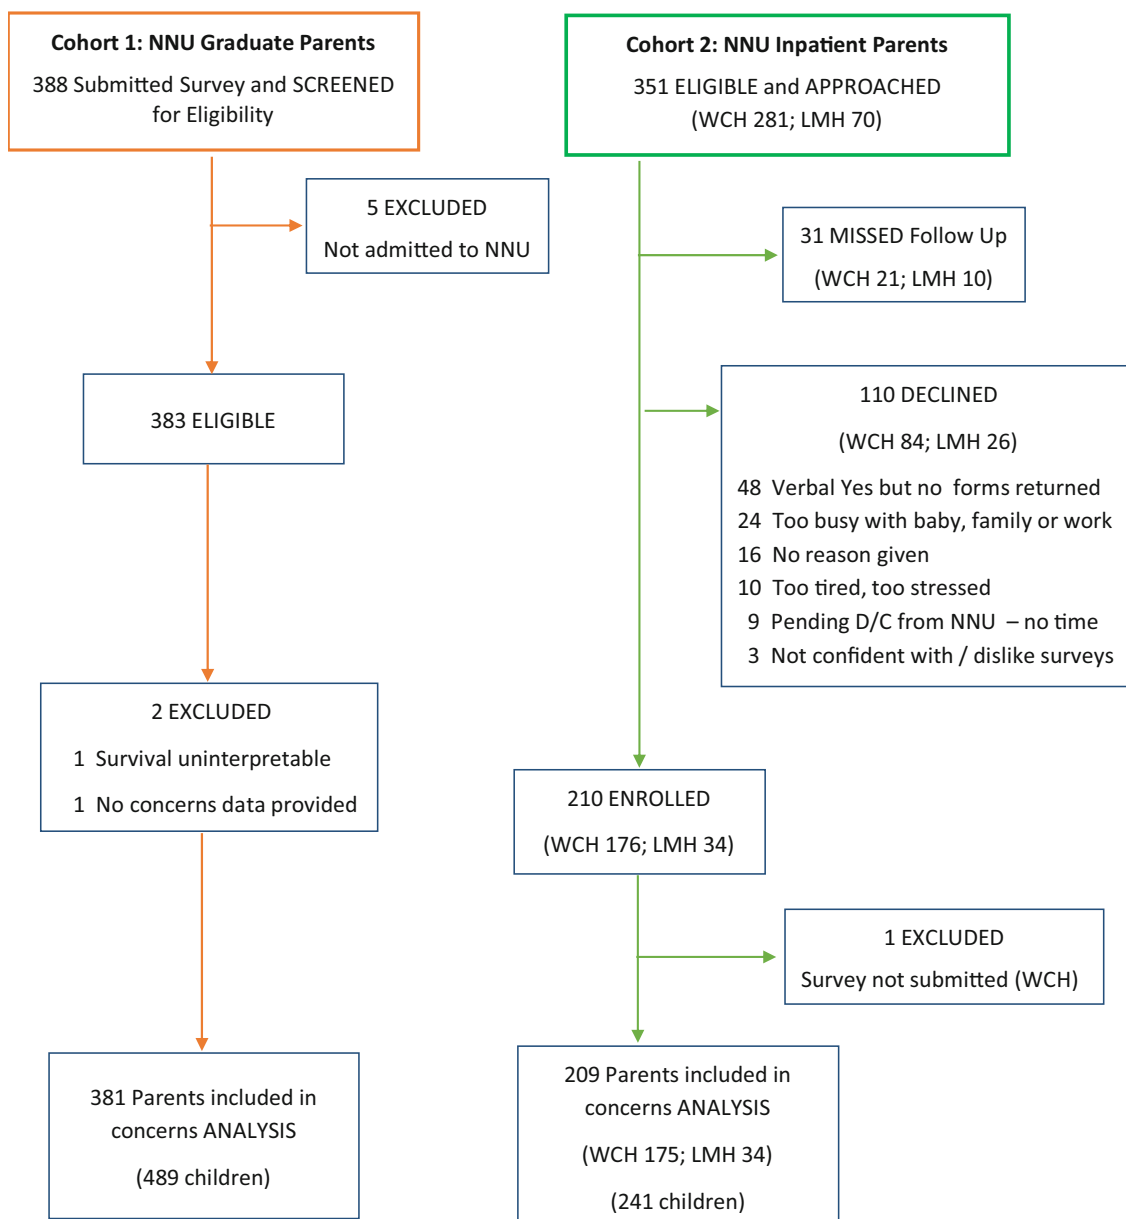 Cohort 1: NNU Graduate Parents
388 Submitted Survey and SCREENED
for Eligibility
5 EXCLUDED
Not admitted to NNU
383 ELIGIBLE
2 EXCLUDED
1 Survival uninterpretable
1 No concerns data provided
381 Parents included in
concerns ANALYSIS
(489 children)
Cohort 2: NNU Inpatient Parents
351 ELIGIBLE and APPROACHED
(WCH 281; LMH 70)
31 MISSED Follow Up
(WCH 21; LMH 10)
110 DECLINED
(WCH 84; LMH 26)
48 Verbal Yes but no forms returned
24 Too busy with baby, family or work
16 No reason given
10 Too tired, too stressed
9 Pending D/C from NNU – no time
3 Not confident with / dislike surveys
210 ENROLLED
(WCH 176; LMH 34)
1 EXCLUDED
Survey not submitted (WCH)
209 Parents included in
concerns ANALYSIS
(WCH 175; LMH 34)
(241 children)